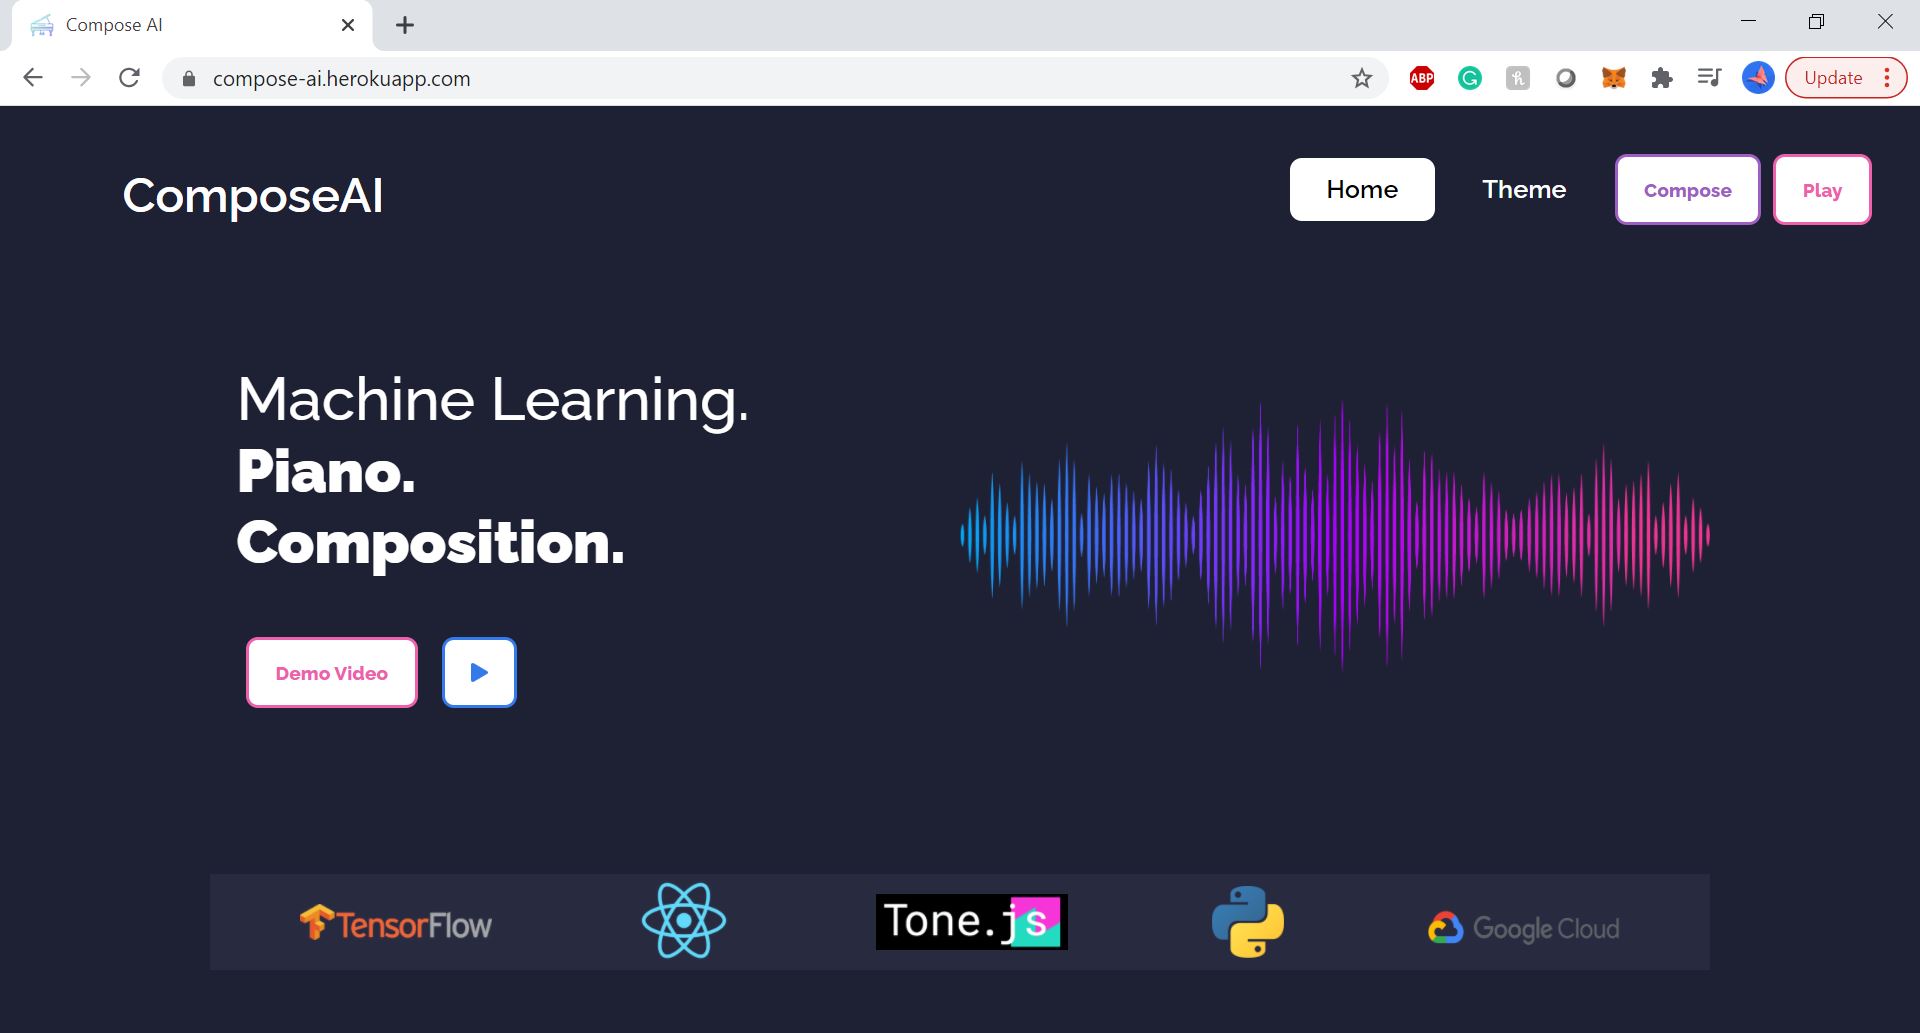 Compose AI
compose-ai.herokuapp.com
ABP
Update
ComposeAI
Home
Theme
Compose
Play
Machine Learning.
Piano.
Composition.
Demo Video
TensorFlow
Tone.js
Google Cloud